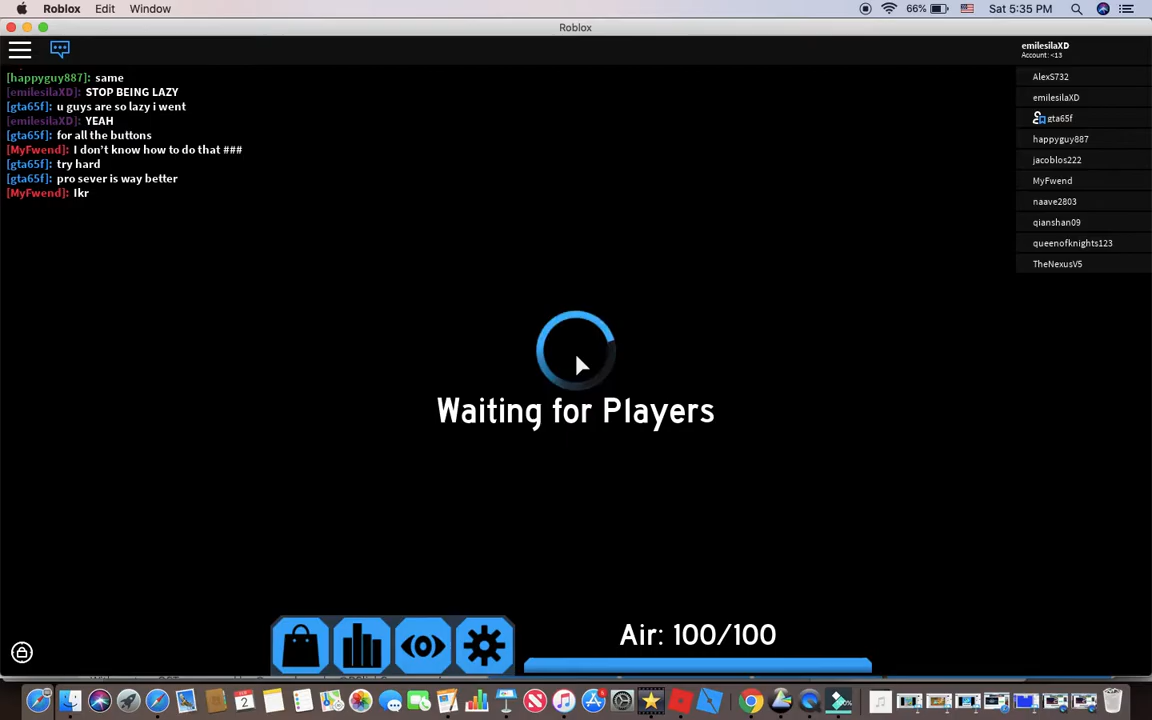 Roblox Edit Window 66% Sat 5:35 PM
Roblox
emilesilaXD
Account: <13
[happyguy887]: same
[emilesilaXD]: STOP BEING LAZY
[gta65f]: u guys are so lazy i went
[emilesilaXD]: YEAH
[gta65f]: for all the buttons
[MyFwend]: I don't know how to do that ###
[gta65f]: try hard
[gta65f]: pro sever is way better
[MyFwend]: Ikr
AlexS732
emilesilaXD
gta65f
happyguy887
jacoblos222
MyFwend
naave2803
qianshan09
queenofknights123
TheNexusV5
Waiting for Players
Air: 100/100